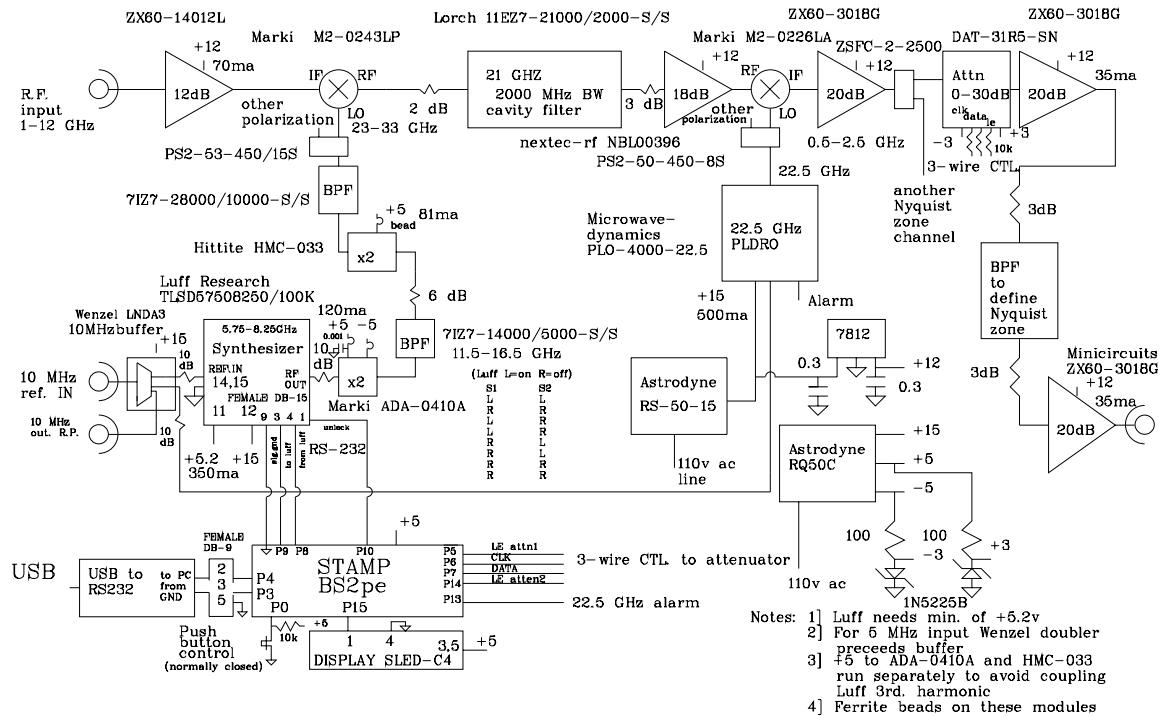 ZX60-14012L
Lorch 11EZ7-21000/2000-S/S
ZX60-3018G
ZX60-3018G
Marki M2-0243LP
Marki M2-0226LA
ZSFC-2-2500
DAT-31R5-SN
+12
70ma
12dB
R.F.
input
1-12 GHz
IF
RF
LO
other
polarization
23-33
GHz
2 dB
21 GHZ
2000 MHz BW
cavity filter
3 dB
+12
18dB
other
polarization
RF
IF
LO
+12
20dB
0.5-2.5 GHz
Attn
0-30dB
clk
data
le
-3
+3
10k
3-wire CTL
+12
35ma
20dB
nextec-rf NBL00396
PS2-50-450-8S
PS2-53-450/15S
BPF
7IZ7-28000/10000-S/S
+5
bead
81ma
Hittite HMC-033
x2
22.5 GHz
Microwave-
dynamics
PLO-4000-22.5
22.5 GHz
PLDRO
another
Nyquist
zone
channel
3dB
BPF
to
define
Nyquist
zone
Luff Research
TLSD57508250/100K
6 dB
+15
500ma
Alarm
Wenzel LNDA3
10MHzbuffer
+15
5.75-8.25GHz
Synthesizer
REF.IN
14,15
RF
OUT
FEMALE DB-15
11
12
9
3
4
1
120ma
+5
-5
0.001
10
dB
x2
BPF
7IZ7-14000/5000-S/S
11.5-16.5 GHz
(Luff L=on R=off)
S1
S2
L
R
L
R
L
R
L
L
R
R
R
L
R
R
R
R
Marki ADA-0410A
10
dB
10 MHz
ref. IN
10 MHz
out. R.P.
10
dB
+5.2
350ma
+15
sig.gnd
to luff
from luff
unlock
RS-232
7812
0.3
+12
0.3
Astrodyne
RS-50-15
110v ac
line
3dB
Minicircuits
ZX60-3018G
+12
35ma
20dB
Astrodyne
RQ50C
+15
+5
-5
100
-3
100
+3
110v ac
1N5225B
USB
USB to
RS232
to PC
from
GND
FEMALE
DB-9
2
3
5
P4
P3
P9
P8
P10
STAMP
BS2pe
P0
P15
+5
P5
P6
P7
P14
P13
LE attn1
CLK
DATA
LE atten2
3-wire CTL to attenuator
22.5 GHz alarm
Push
button
control
(normally closed)
10k
+5
1
4
3,5
DISPLAY SLED-C4
+5
Notes: 1] Luff needs min. of +5.2v
2] For 5 MHz input Wenzel doubler
preceeds buffer
3] +5 to ADA-0410A and HMC-033
run separately to avoid coupling
Luff 3rd. harmonic
4] Ferrite beads on these modules